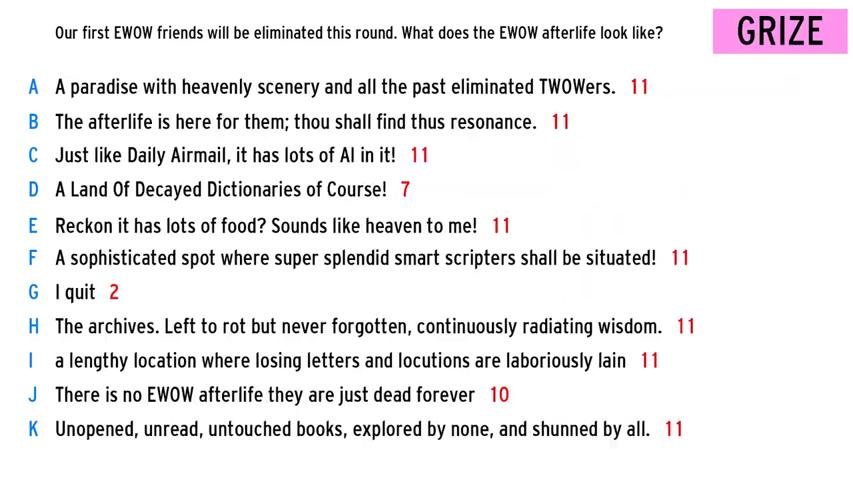 Our first EWOW friends will be eliminated this round. What does the EWOW afterlife look like?
GRIZE
A A paradise with heavenly scenery and all the past eliminated TWOWers. 11
B The afterlife is here for them; thou shall find thus resonance. 11
C Just like Daily Airmail, it has lots of AI in it! 11
D A Land Of Decayed Dictionaries of Course! 7
E Reckon it has lots of food? Sounds like heaven to me! 11
F A sophisticated spot where super splendid smart scripters shall be situated! 11
G I quit 2
H The archives. Left to rot but never forgotten, continuously radiating wisdom. 11
I a lengthy location where losing letters and locutions are laboriously lain 11
J There is no EWOW afterlife they are just dead forever 10
K Unopened, unread, untouched books, explored by none, and shunned by all. 11